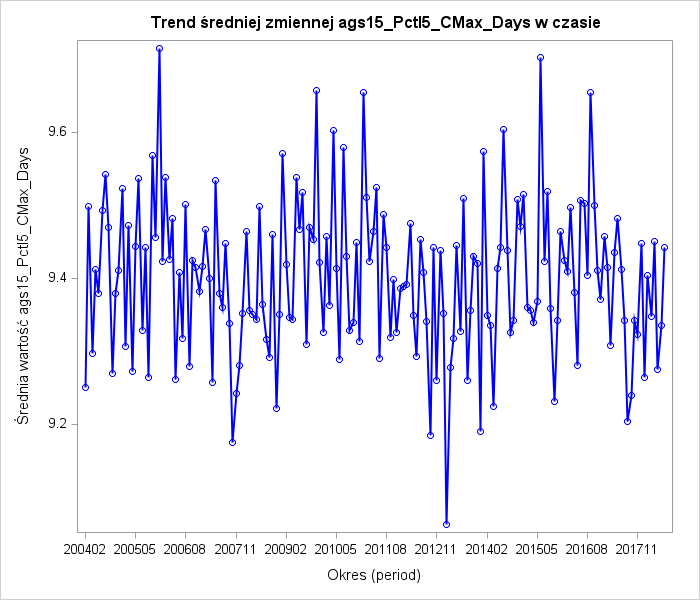 Trend średniej zmiennej ags15_Pctl5_CMax_Days w czasie
Średnia wartość ags15_Pctl5_CMax_Days
9.6
9.4
9.2
200402 200505 200608 200711 200902 201005 201108 201211 201402 201505 201608 201711
Okres (period)